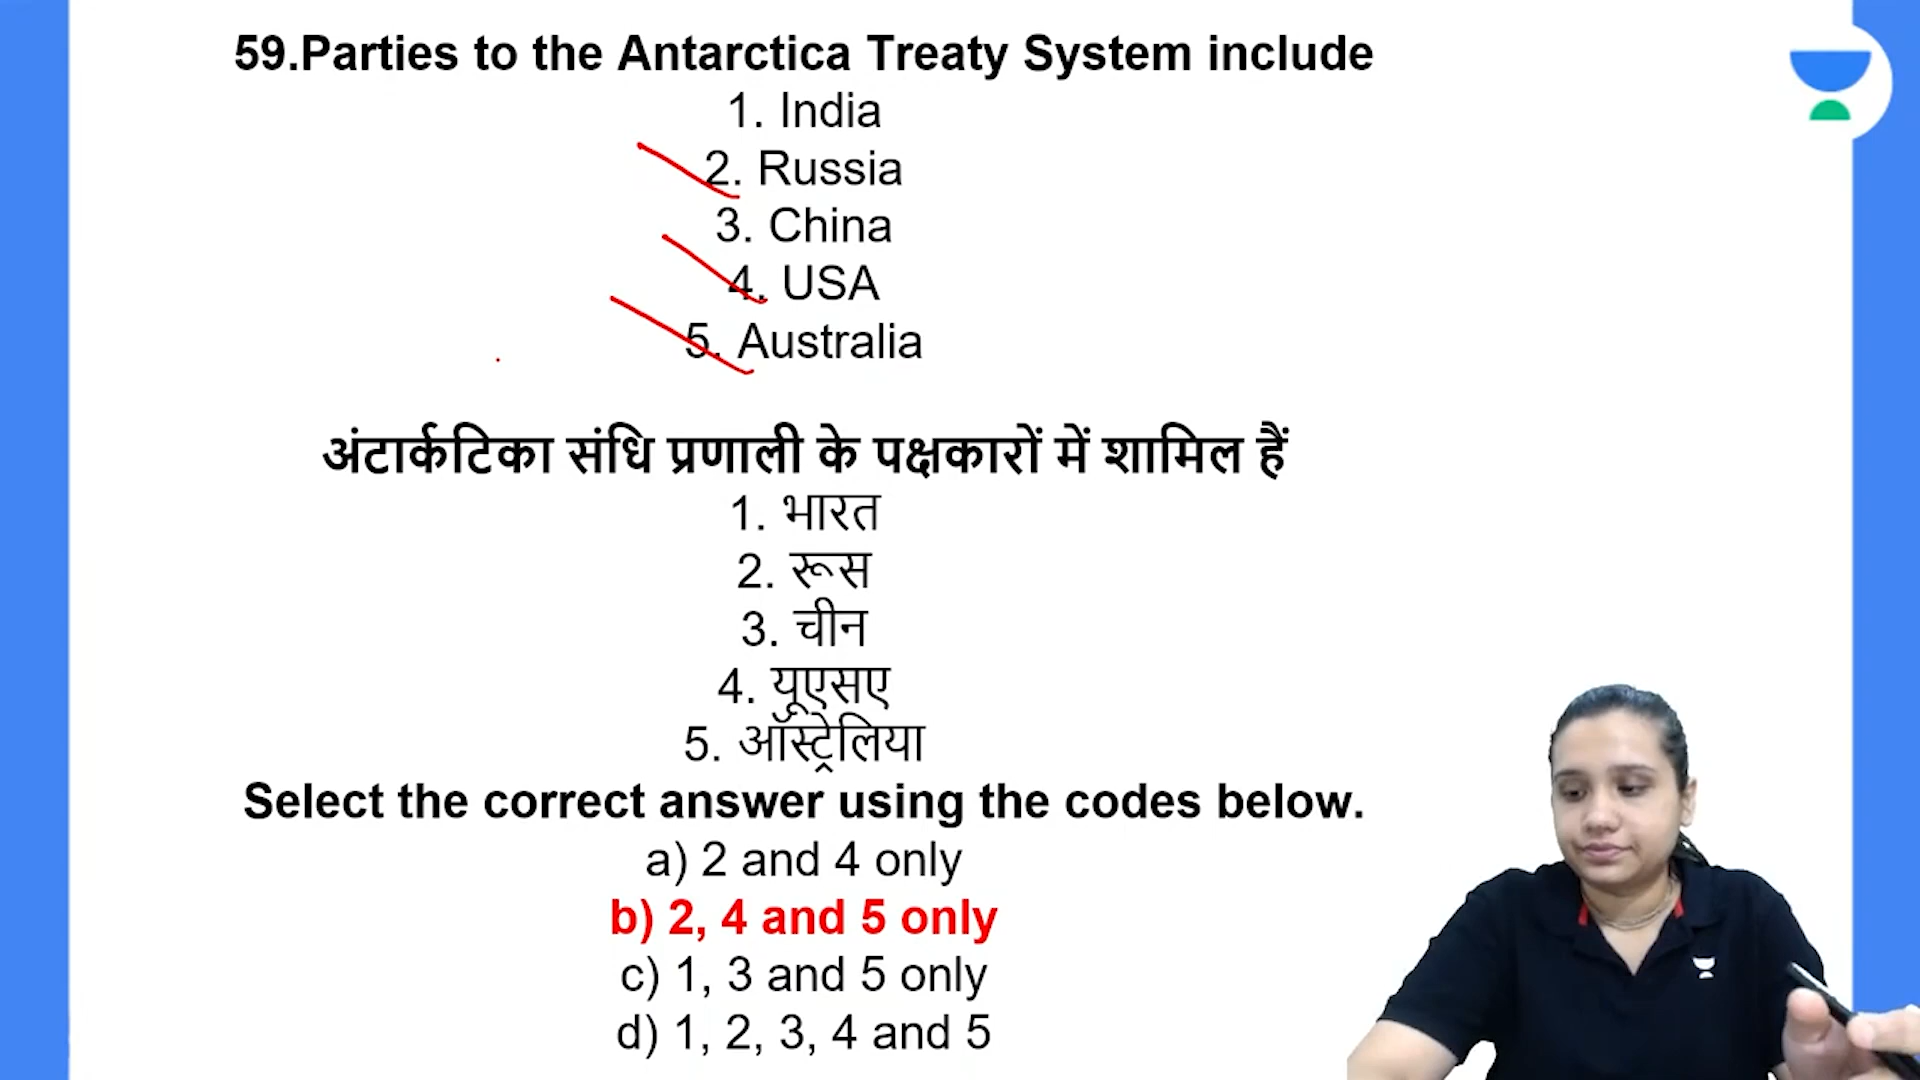 59.Parties to the Antarctica Treaty System include
1. India
2. Russia
3. China
4. USA
5. Australia
अंटार्कटिका संधि प्रणाली के पक्षकारों में शामिल हैं
1. भारत
2. रूस
3. चीन
4. यूएसए
5. ऑस्ट्रेलिया
Select the correct answer using the codes below.
a) 2 and 4 only
b) 2, 4 and 5 only
c) 1, 3 and 5 only
d) 1, 2, 3, 4 and 5